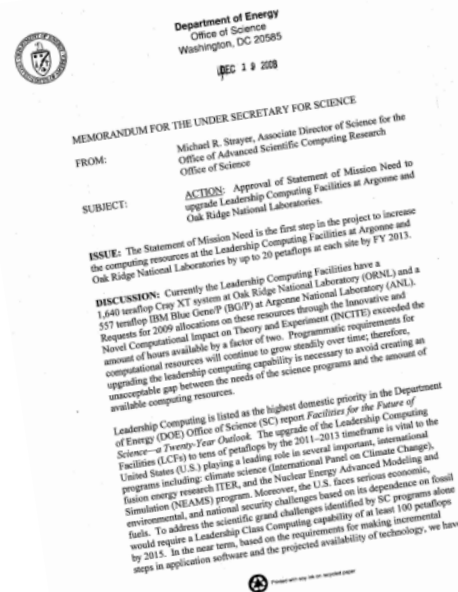 Department of Energy
Office of Science
Washington, DC 20585
DEC 19 2008
MEMORANDUM FOR THE UNDER SECRETARY FOR SCIENCE
FROM:
Michael R. Strayer, Associate Director of Science for the
Office of Advanced Scientific Computing Research
Office of Science
SUBJECT:
ACTION: Approval of Statement of Mission Need to
upgrade Leadership Computing Facilities at Argonne and
Oak Ridge National Laboratories.
ISSUE: The Statement of Mission Need is the first step in the project to increase
the computing resources at the Leadership Computing Facilities at Argonne and
Oak Ridge National Laboratories by up to 20 petaflops at each site by FY 2013.
DISCUSSION: Currently the Leadership Computing Facilities have a
1,640 teraflop Cray XT system at Oak Ridge National Laboratory (ORNL) and a
557 teraflop IBM Blue Gene/P (BG/P) at Argonne National Laboratory (ANL).
Requests for 2009 allocations on these resources through the Innovative and
Novel Computational Impact on Theory and Experiment (INCITE) exceeded the
amount of hours available by a factor of two. Programmatic requirements for
computational resources will continue to grow steadily over time; therefore,
upgrading the leadership computing capability is necessary to avoid creating an
unacceptable gap between the needs of the science programs and the amount of
available computing resources.
Leadership Computing is listed as the highest domestic priority in the Department
of Energy (DOE) Office of Science (SC) report Facilities for the Future of
Science—a Twenty-Year Outlook. The upgrade of the Leadership Computing
Facilities (LCFs) to tens of petaflops by the 2011–2013 timeframe is vital to the
United States (U.S.) playing a leading role in several important, international
programs including: climate science (International Panel on Climate Change),
fusion energy research ITER, and the Nuclear Energy Advanced Modeling and
Simulation (NEAMS) program. Moreover, the U.S. faces serious economic,
environmental, and national security challenges based on its dependence on fossil
fuels. To address the scientific grand challenges identified by SC programs alone
would require a Leadership Class Computing capability of at least 100 petaflops
by 2015. In the near term, based on the requirements for making incremental
steps in application software and the projected availability of technology, we have
Printed with soy ink on recycled paper